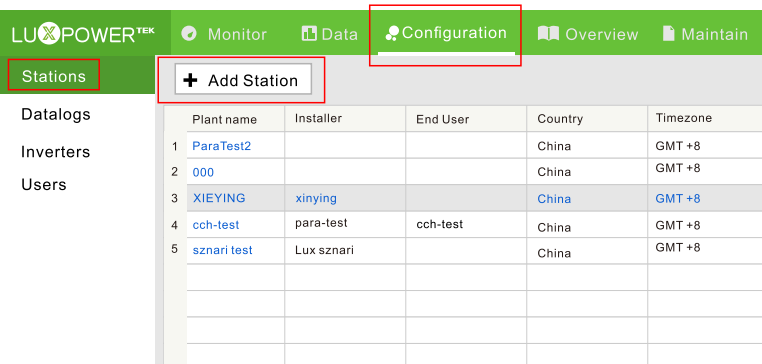 LUXPOWERTEK Monitor Data Configuration Overview Maintain
Stations
Datalogs
Inverters
Users
+ Add Station
Plant name Installer End User Country Timezone
1 ParaTest2 China GMT +8
2 000 China GMT +8
3 XIEYING xinying China GMT +8
4 cch-test para-test cch-test China GMT +8
5 sznari test Lux sznari China GMT +8